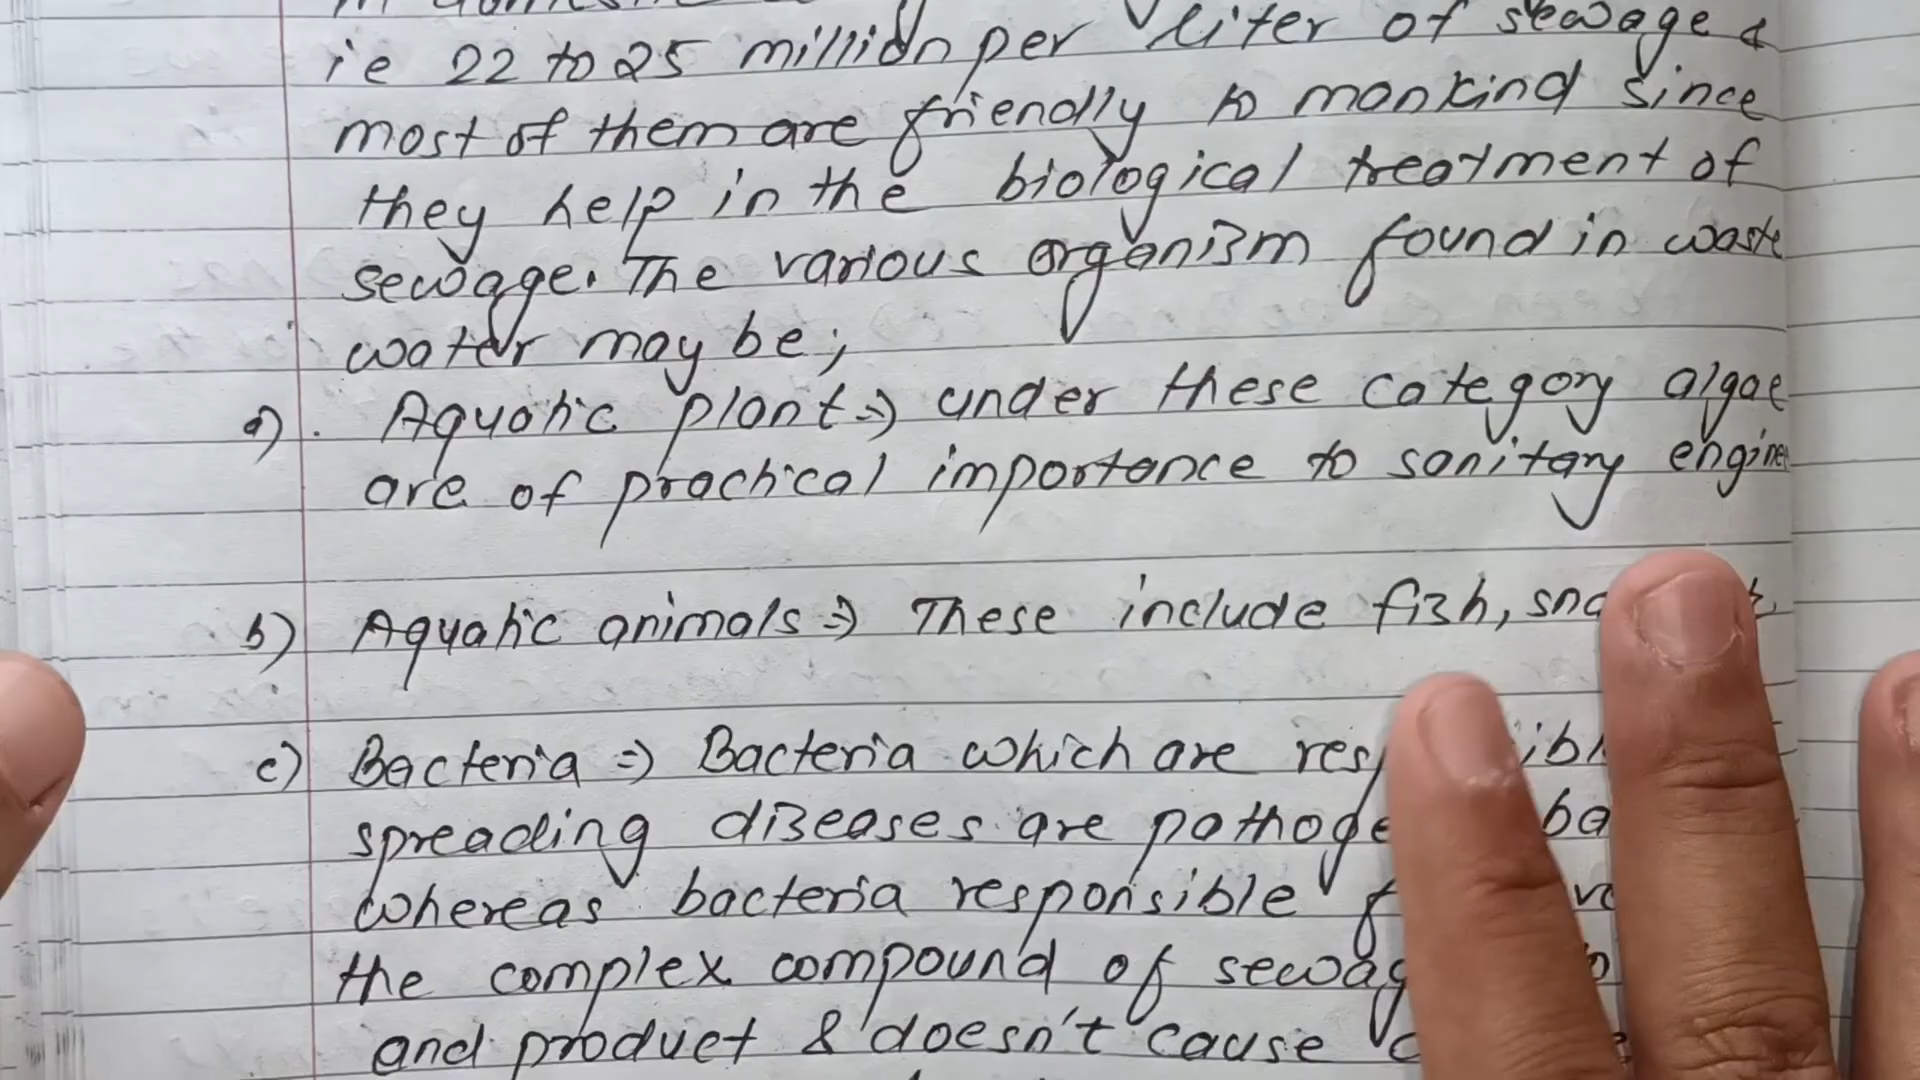 ie 22 to 25 million per liter of sewage &
most of them are friendly to mankind since
they help in the biological treatment of
sewage. The various organism found in waste
water may be;
a). Aquatic plant => under these category algae
are of practical importance to sanitary
b) Aquatic animals => These include fish,
c) Bacteria => Bacteria which are
spreading diseases are
whereas bacteria responsible
the complex compound of
and product & doesn't cause